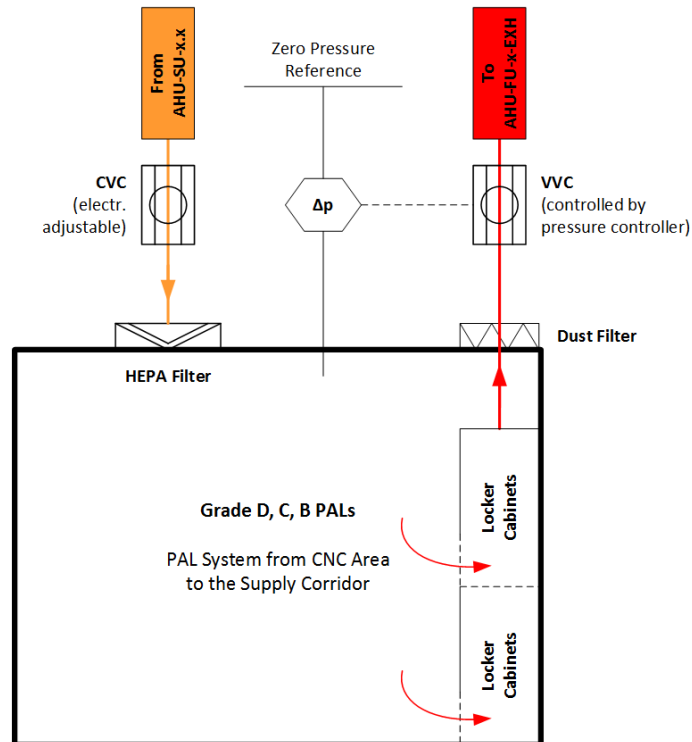 From
AHU-SU-x.x
Zero Pressure
Reference
To
AHU-FU-x-EXH
CVC
(electr.
adjustable)
Δp
VVC
(controlled by
pressure controller)
Dust Filter
HEPA Filter
Grade D, C, B PALs
PAL System from CNC Area
to the Supply Corridor
Locker
Cabinets
Locker
Cabinets